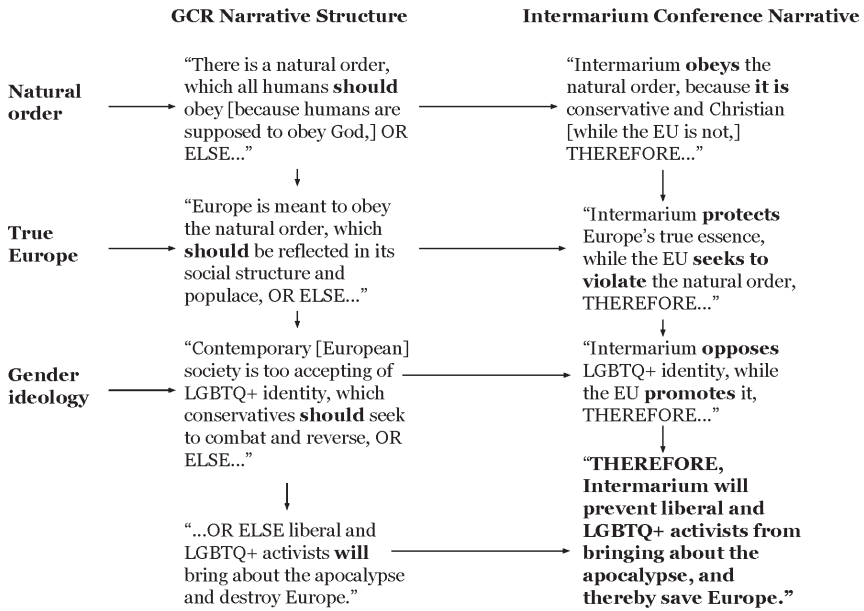 GCR Narrative Structure
Intermarium Conference Narrative
Natural
order
“There is a natural order,
which all humans should
obey [because humans are
supposed to obey God,] OR
ELSE...”
“Intermarium obeys the
natural order, because it is
conservative and Christian
[while the EU is not,]
THEREFORE...”
True
Europe
“Europe is meant to obey
the natural order, which
should be reflected in its
social structure and
populace, OR ELSE...”
“Intermarium protects
Europe’s true essence,
while the EU seeks to
violate the natural order,
THEREFORE...”
Gender
ideology
“Contemporary [European]
society is too accepting of
LGBTQ+ identity, which
conservatives should seek
to combat and reverse, OR
ELSE...”
“Intermarium opposes
LGBTQ+ identity, while
the EU promotes it,
THEREFORE...”
“...OR ELSE liberal and
LGBTQ+ activists will
bring about the apocalypse
and destroy Europe.”
“THEREFORE,
Intermarium will
prevent liberal and
LGBTQ+ activists from
bringing about the
apocalypse, and
thereby save Europe.”